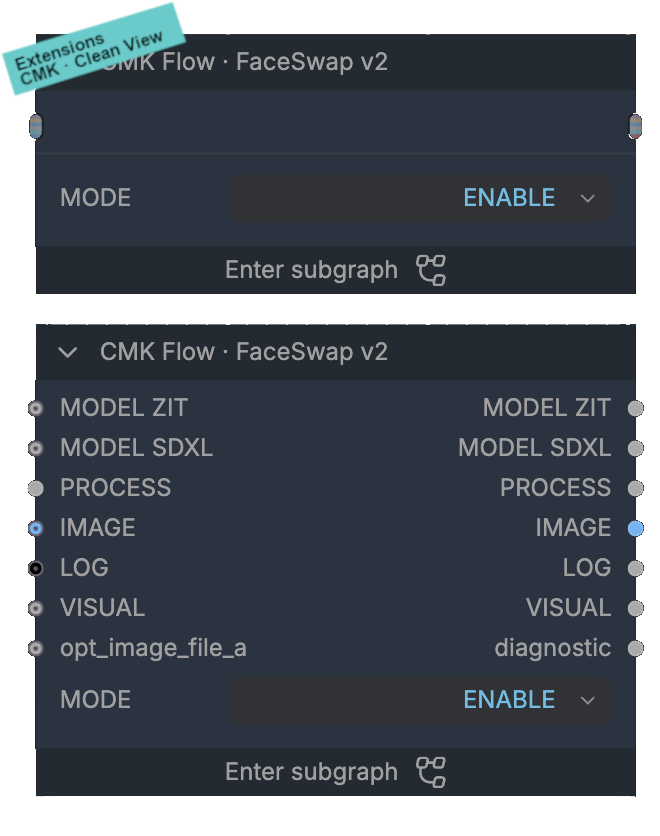 Extensions
CMK · Clean View
CMK Flow · FaceSwap v2
MODE ENABLE
Enter subgraph
CMK Flow · FaceSwap v2
MODEL ZIT MODEL ZIT
MODEL SDXL MODEL SDXL
PROCESS PROCESS
IMAGE IMAGE
LOG LOG
VISUAL VISUAL
opt_image_file_a diagnostic
MODE ENABLE
Enter subgraph